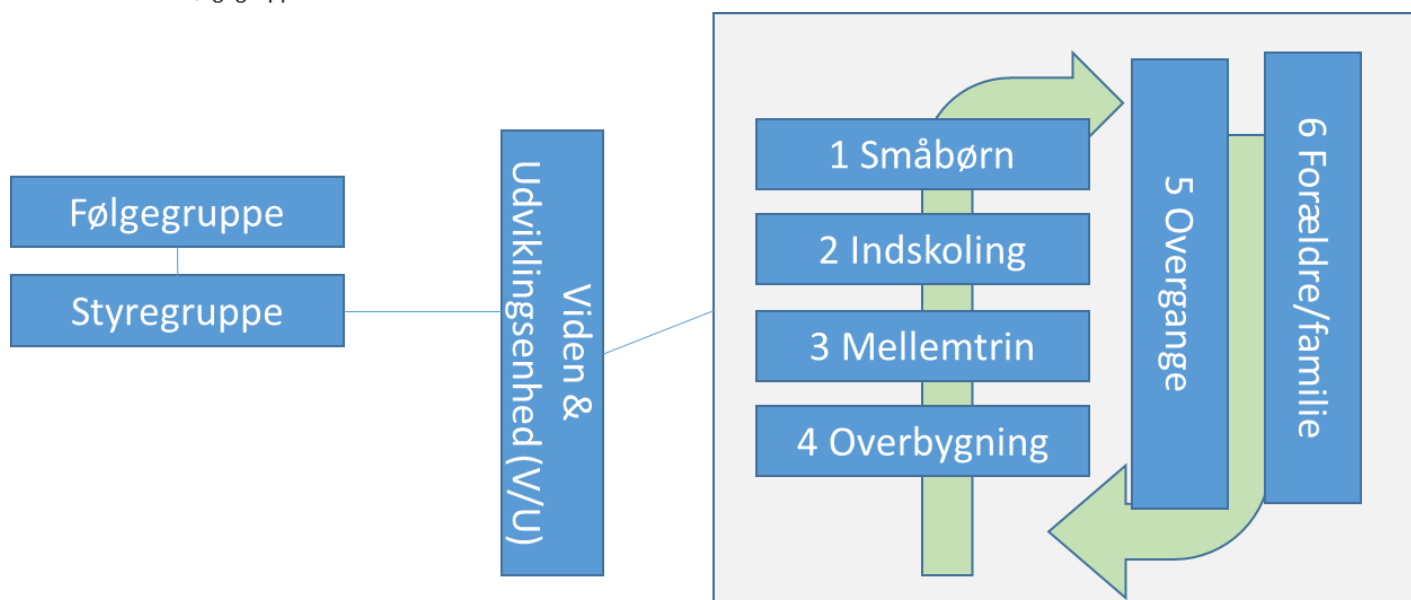 Følgegruppe
Styregruppe
Viden &
Udviklingsenhed (V/U)
1 Småbørn
2 Indskoling
3 Mellemtrin
4 Overbygning
5 Overgange
6 Forældre/familie